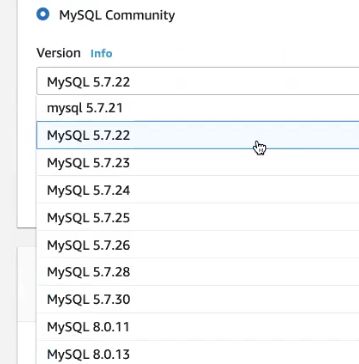 MySQL Community
Version Info
MySQL 5.7.22
mysql 5.7.21
MySQL 5.7.22
MySQL 5.7.23
MySQL 5.7.24
MySQL 5.7.25
MySQL 5.7.26
MySQL 5.7.28
MySQL 5.7.30
MySQL 8.0.11
MySQL 8.0.13